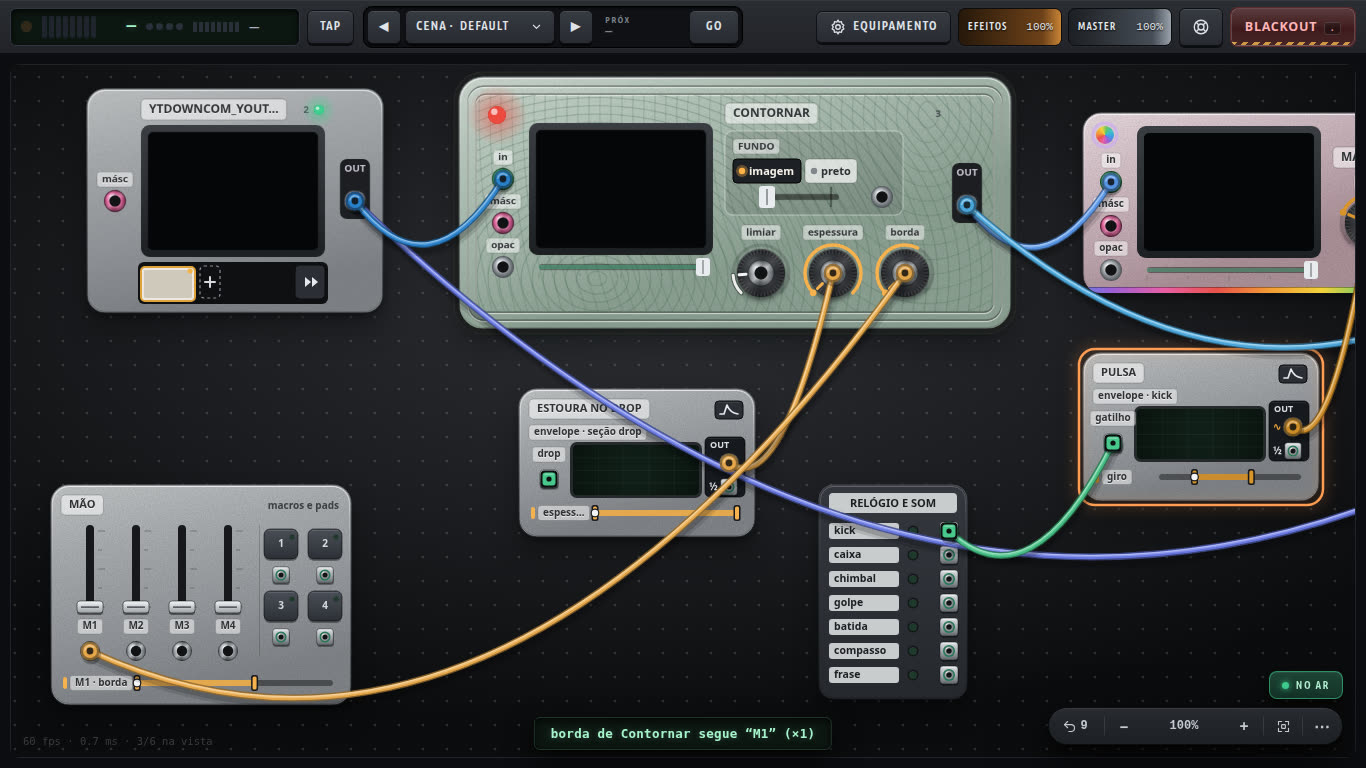 TAP
◀
CENA · DEFAULT
▶
PRÓX
—
GO
EQUIPAMENTO
EFEITOS 100%
MASTER 100%
BLACKOUT .
YTDOWNCOM_YOUT…
2
másc
OUT
+
CONTORNAR
3
in
másc
opac
FUNDO
imagem
preto
limiar
espessura
borda
OUT
in
másc
opac
MA
ESTOURA NO DROP
envelope · seção drop
drop
OUT
½
espess…
PULSA
envelope · kick
gatilho
OUT
∿
½
giro
MÃO
macros e pads
M1
M2
M3
M4
1
2
3
4
M1 · borda
RELÓGIO E SOM
kick
caixa
chimbal
golpe
batida
compasso
frase
NO AR
60 fps · 0.7 ms · 3/6 na vista
borda de Contornar segue “M1” (×1)
9
−
100%
+
⋯